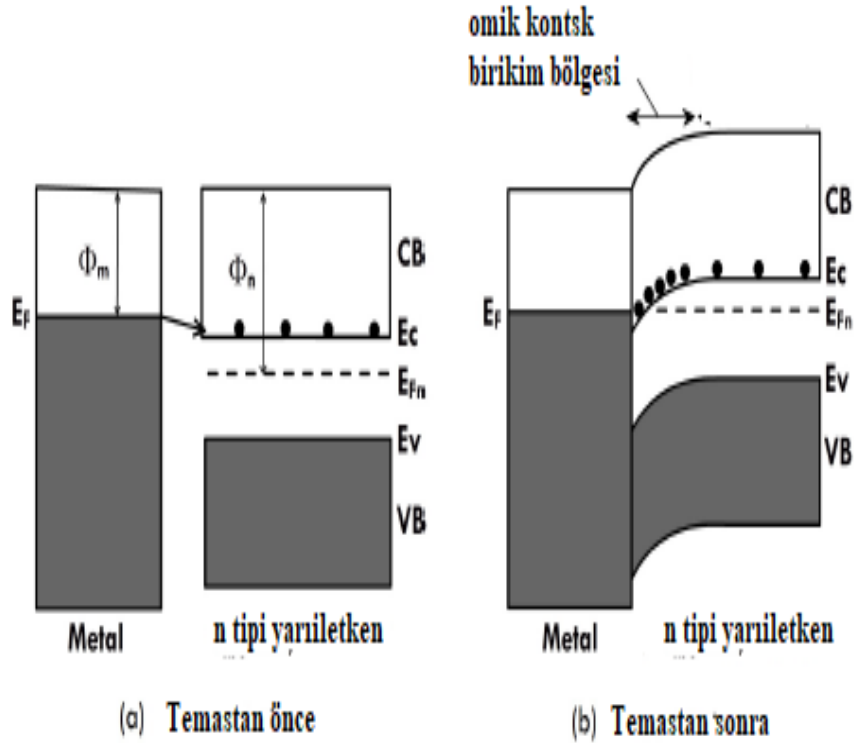 omik kontsk
birikim bölgesi
Φm
Φn
CB
EF
Ec
EFn
Ev
VB
Metal
n tipi yarıiletken
(a) Temastan önce
CB
Ec
EF
EFn
Ev
VB
Metal
n tipi yarıiletken
(b) Temastan sonra